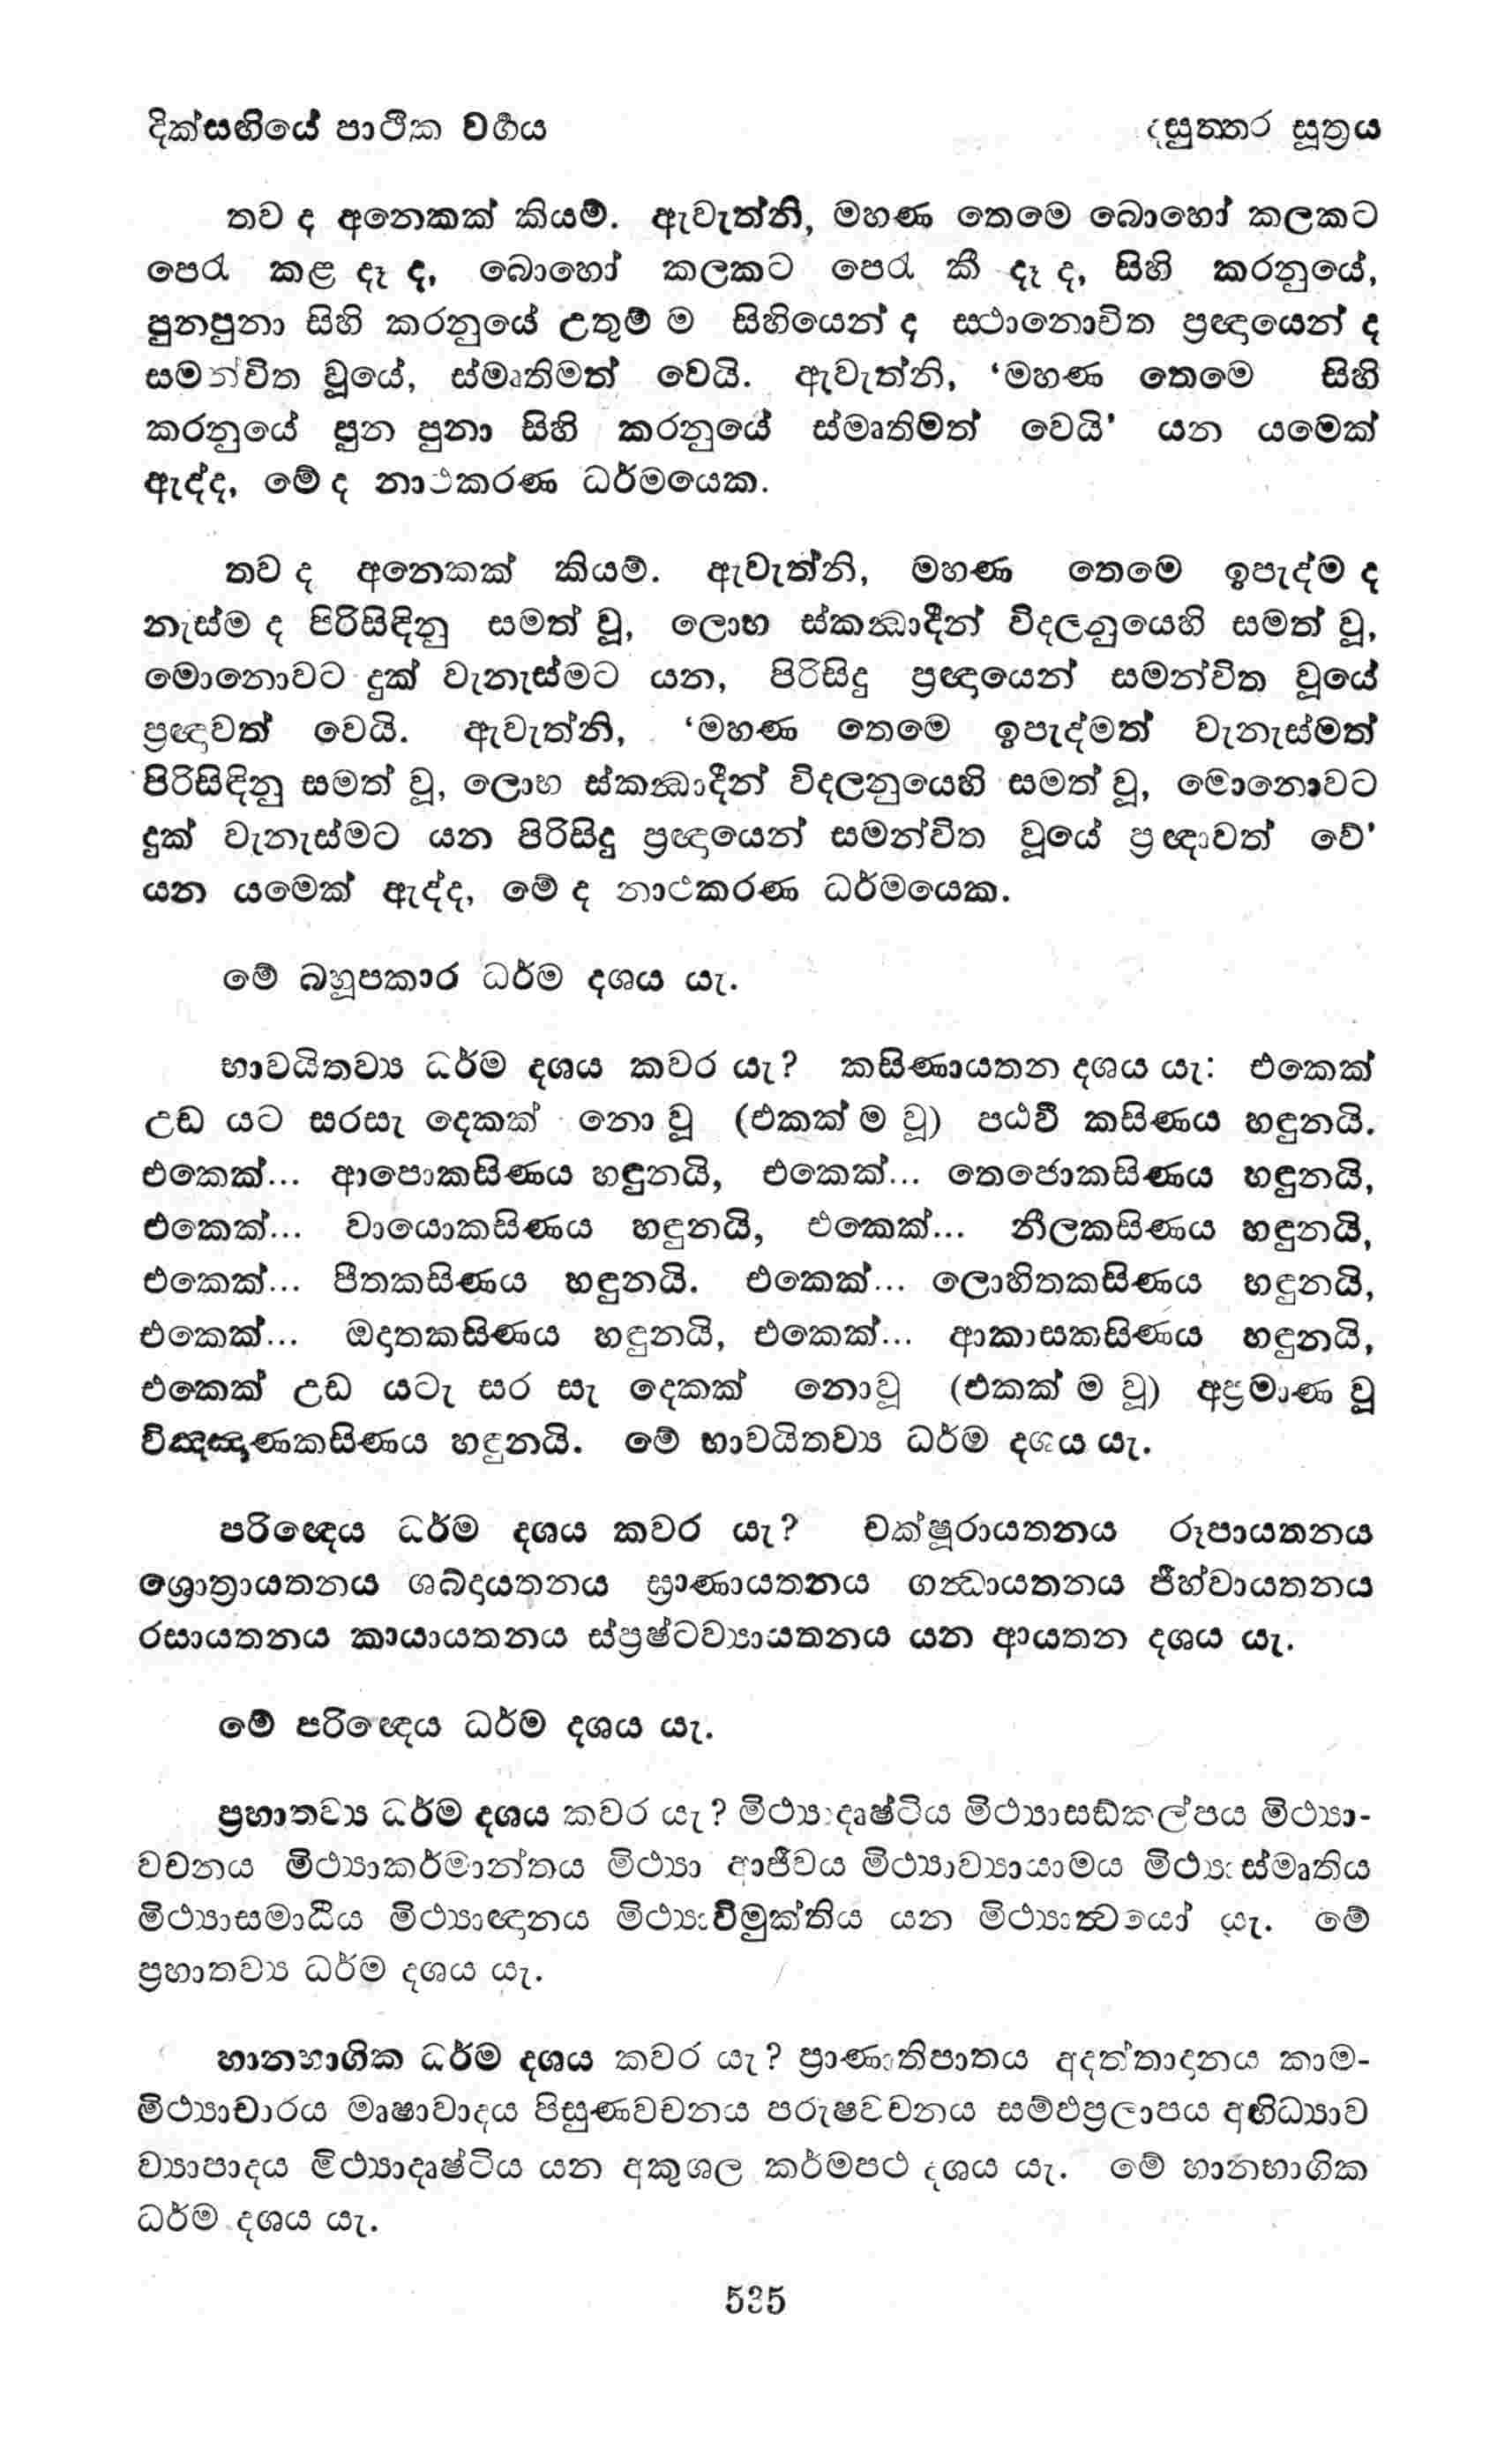 දික්සඟියේ පාථික වර්‍ගය
දසුත්තර සූත්‍රය
තව ද අනෙකක් කියම්. ඇවැත්නි, මහණ තෙමෙ බොහෝ කලකට
පෙරැ කළ දෑ ද, බොහෝ කලකට පෙරැ කී දෑ ද, සිහි කරනුයේ,
පුනපුනා සිහි කරනුයේ උතුම් ම සිහියෙන් ද ස්ථානොචිත ප්‍රඥායෙන් ද
සමන්විත වූයේ, ස්මෘතිමත් වෙයි. ඇවැත්නි, ‘මහණ තෙමෙ සිහි
කරනුයේ පුන පුනා සිහි කරනුයේ ස්මෘතිමත් වෙයි’ යන යමෙක්
ඇද්ද, මේ ද නාථකරණ ධර්මයෙක.
තව ද අනෙකක් කියම්. ඇවැත්නි, මහණ තෙමෙ ඉපැද්ම ද
නැස්ම ද පිරිසිඳිනු සමත් වූ, ලොභ ස්කන්‍ධාදීන් විදලනුයෙහි සමත් වූ,
මොනොවට දුක් වැනැස්මට යන, පිරිසිදු ප්‍රඥායෙන් සමන්විත වූයේ
ප්‍රඥාවත් වෙයි. ඇවැත්නි, ‘මහණ තෙමෙ ඉපැද්මත් වැනැස්මත්
පිරිසිඳිනු සමත් වූ, ලොභ ස්කන්‍ධාදීන් විදලනුයෙහි සමත් වූ, මොනොවට
දුක් වැනැස්මට යන පිරිසිදු ප්‍රඥායෙන් සමන්විත වූයේ ප්‍රඥාවත් වේ’
යන යමෙක් ඇද්ද, මේ ද නාථකරණ ධර්මයෙක.
මේ බහූපකාර ධර්ම දශය යැ.
භාවයිතව්‍ය ධර්ම දශය කවර යැ? කසිණායතන දශය යැ: එකෙක්
උඩ යට සරසැ දෙකක් නො වූ (එකක් ම වූ) පඨවි කසිණය හඳුනයි.
එකෙක්... ආපොකසිණය හඳුනයි, එකෙක්... තෙජොකසිණය හඳුනයි,
එකෙක්... වායොකසිණය හඳුනයි, එකෙක්... නීලකසිණය හඳුනයි,
එකෙක්... පීතකසිණය හඳුනයි. එකෙක්... ලොහිතකසිණය හඳුනයි,
එකෙක්... ඔදතකසිණය හඳුනයි, එකෙක්... ආකාසකසිණය හඳුනයි,
එකෙක් උඩ යටැ සර සැ දෙකක් නොවූ (එකක් ම වූ) අප්‍රමාණ වූ
විඤ්ඤාණකසිණය හඳුනයි. මේ භාවයිතව්‍ය ධර්ම දශය යැ.
පරිඥෙය ධර්ම දශය කවර යැ? චක්ෂූරායතනය රූපායතනය
ශ්‍රොත්‍රායතනය ශබ්දායතනය ඝ්‍රාණායතනය ගන්‍ධායතනය ජීහ්වායතනය
රසායතනය කායායතනය ස්ප්‍රෂ්ටව්‍යායතනය යන ආයතන දශය යැ.
මේ පරිඥෙය ධර්ම දශය යැ.
ප්‍රහාතව්‍ය ධර්ම දශය කවර යැ? මිථ්‍යාදෘෂ්ටිය මිථ්‍යාසඞ්කල්පය මිථ්‍යා-
වචනය මිථ්‍යාකර්මාන්තය මිථ්‍යා ආජීවය මිථ්‍යාව්‍යායාමය මිථ්‍යාස්මෘතිය
මිථ්‍යාසමාධීය මිථ්‍යාඥානය මිථ්‍යාවිමුක්තිය යන මිථ්‍යාත්‍වයෝ යැ. මේ
ප්‍රහාතව්‍ය ධර්ම දශය යැ.
හානභාගික ධර්ම දශය කවර යැ? ප්‍රාණාතිපාතය අදත්තාදානය කාම-
මිථ්‍යාචාරය මෘෂාවාදය පිසුණවචනය පරුෂවචනය සම්ඵප්‍රලාපය අභිධ්‍යාව
ව්‍යාපාදය මිථ්‍යාදෘෂ්ටිය යන අකුශල කර්මපථ දශය යැ. මේ හානභාගික
ධර්ම දශය යැ.
535